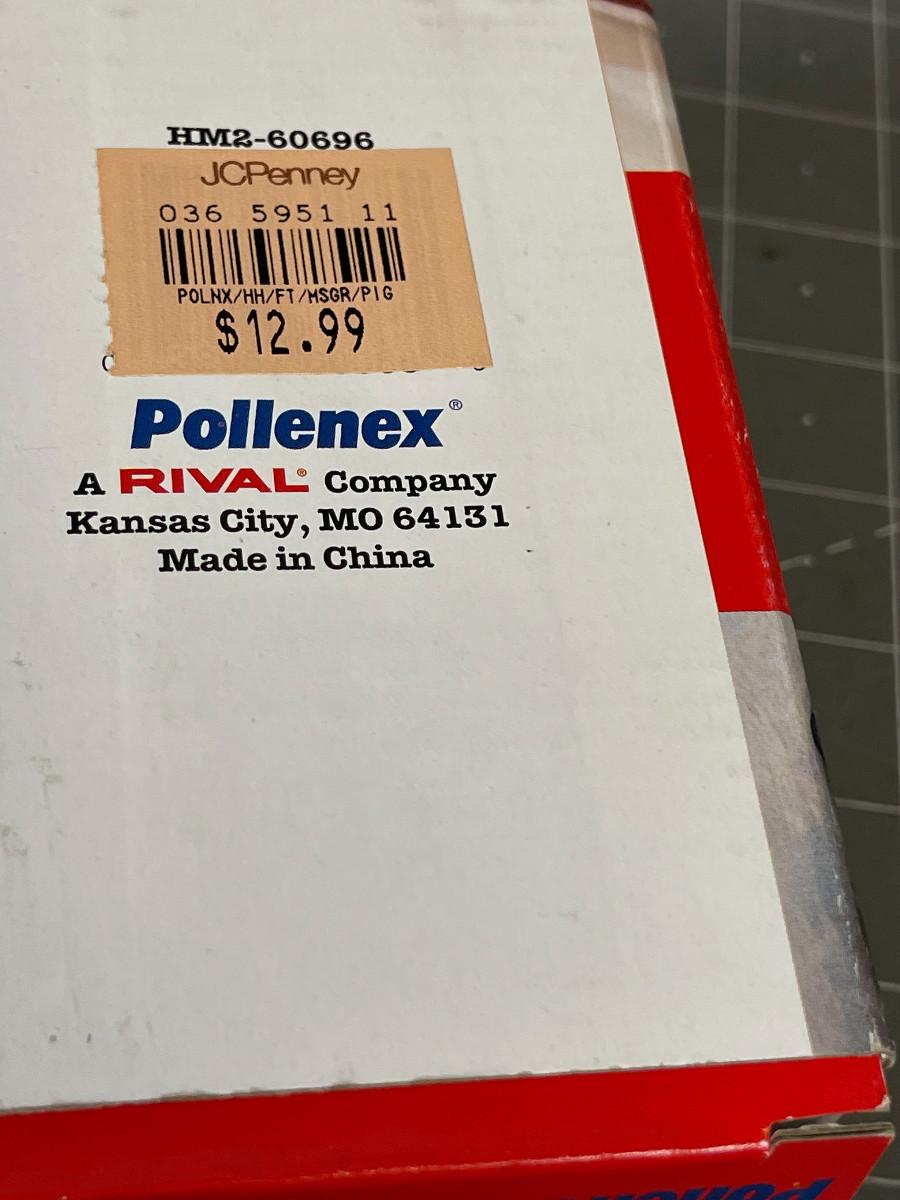 HM2-60696
JCPenney
036 5951 11
POLNX/HH/FT/MSGR/PIG
$12.99
Pollenex®
A RIVAL® Company
Kansas City, MO 64131
Made in China
Pollenex